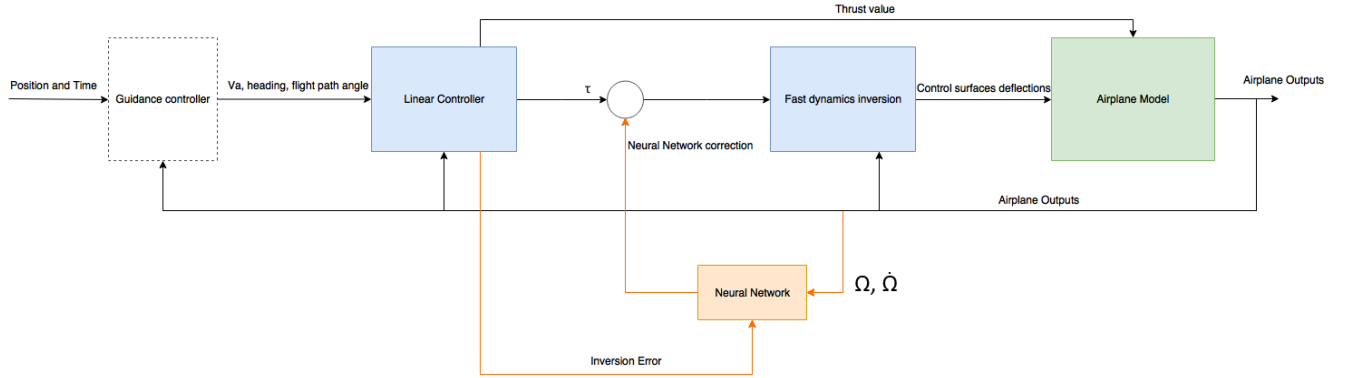 Thrust value
Position and Time
Guidance controller
Va, heading, flight path angle
Linear Controller
τ
Fast dynamics inversion
Control surfaces deflections
Airplane Model
Airplane Outputs
Neural Network correction
Airplane Outputs
Neural Network
Ω, Ω̇
Inversion Error